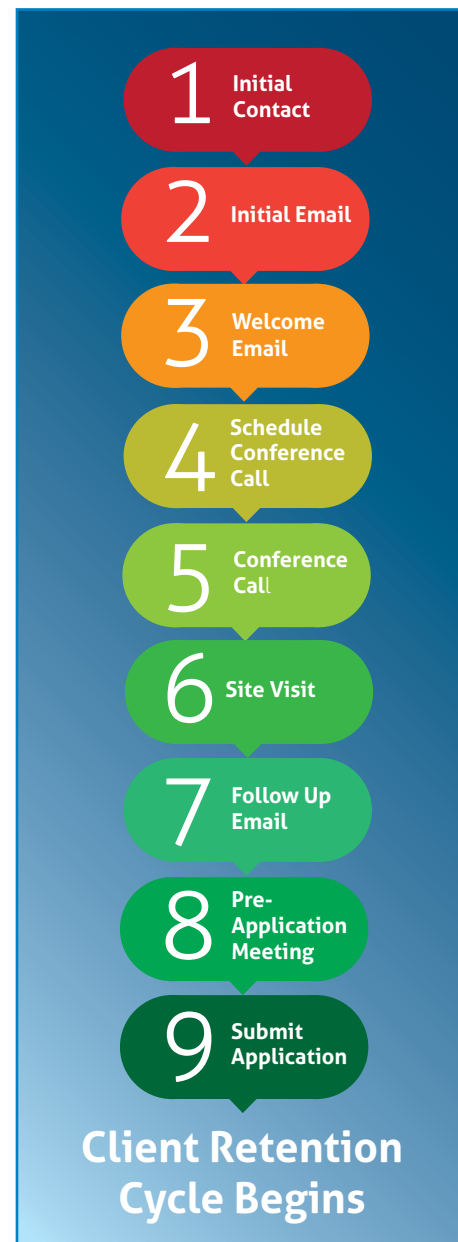 1
Initial
Contact
2
Initial Email
3
Welcome
Email
4
Schedule
Conference
Call
5
Conference
Call
6
Site Visit
7
Follow Up
Email
8
Pre-
Application
Meeting
9
Submit
Application
Client Retention
Cycle Begins